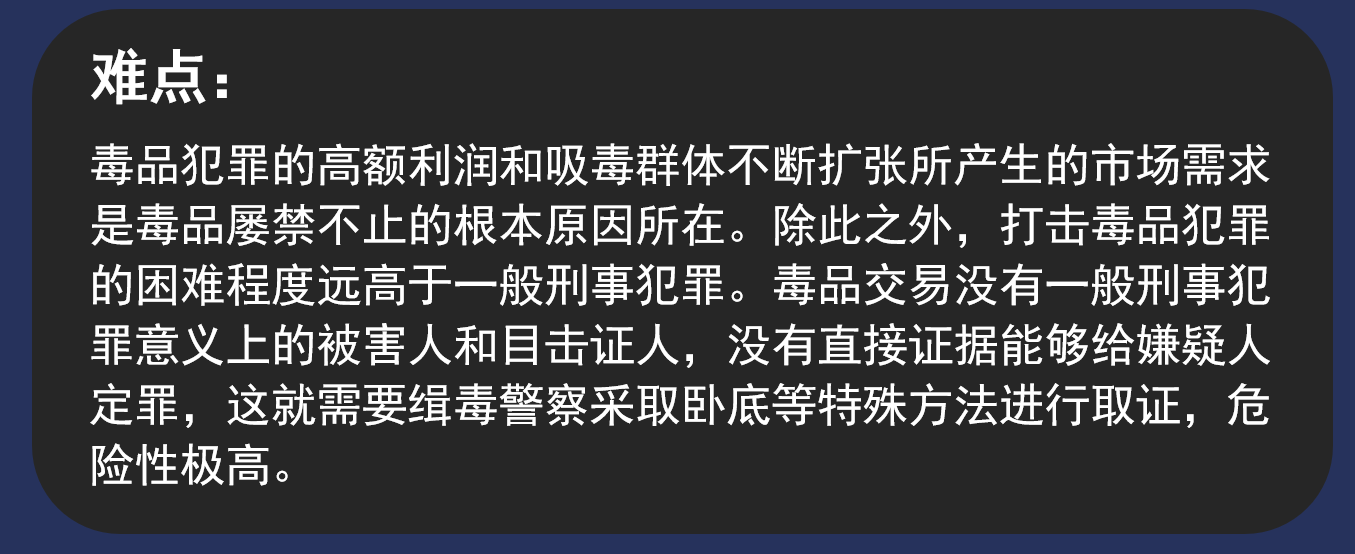 难点：
毒品犯罪的高额利润和吸毒群体不断扩张所产生的市场需求
是毒品屡禁不止的根本原因所在。除此之外，打击毒品犯罪
的困难程度远高于一般刑事犯罪。毒品交易没有一般刑事犯
罪意义上的被害人和目击证人，没有直接证据能够给嫌疑人
定罪，这就需要缉毒警察采取卧底等特殊方法进行取证，危
险性极高。